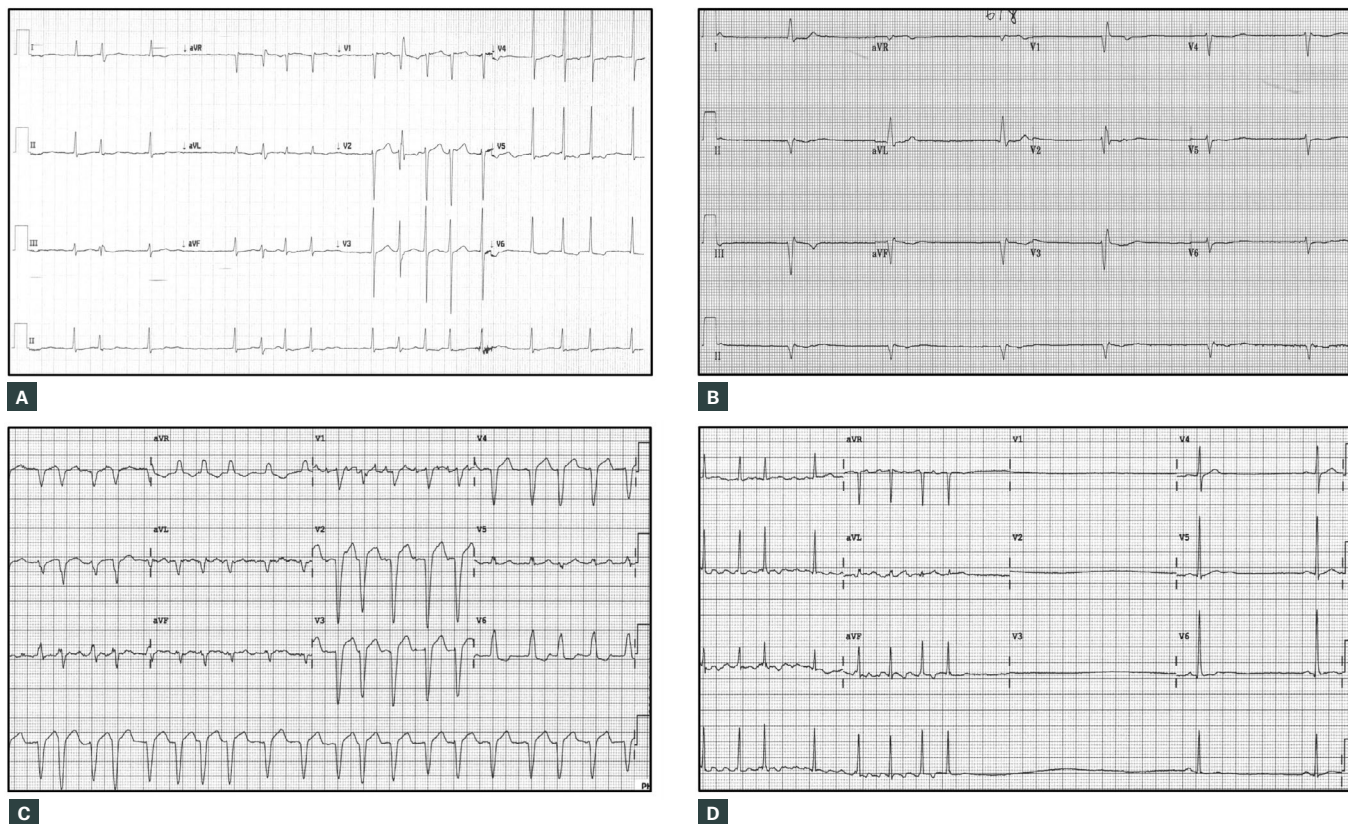 I aVR V1 V4
II aVL V2 V5
III aVF V3 V6
II
A
I aVR V1 V4
II aVL V2 V5
III aVF V3 V6
II
B
aVR V1 V4
aVL V2 V5
aVF V3 V6
C
aVR V1 V4
aVL V2 V5
aVF V3 V6
D